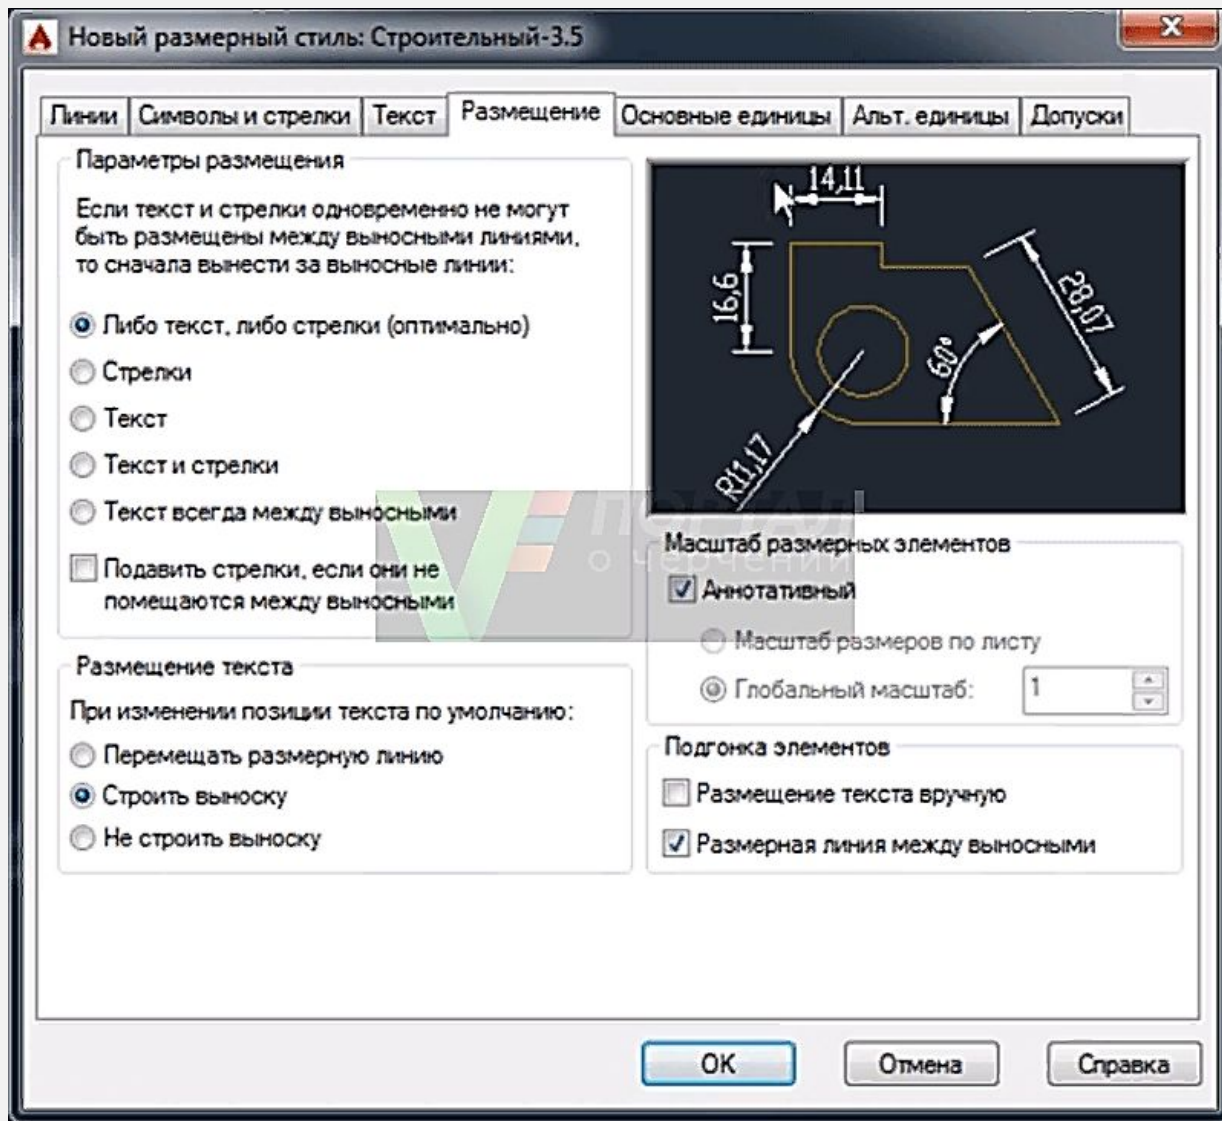 Новый размерный стиль: Строительный-3.5
Линии Символы и стрелки Текст Размещение Основные единицы Альт. единицы Допуски
Параметры размещения
Если текст и стрелки одновременно не могут
быть размещены между выносными линиями,
то сначала вынести за выносные линии:
Либо текст, либо стрелки (оптимально)
Стрелки
Текст
Текст и стрелки
Текст всегда между выносными
Подавить стрелки, если они не
помещаются между выносными
Размещение текста
При изменении позиции текста по умолчанию:
Перемещать размерную линию
Строить выноску
Не строить выноску
14,11
16,6
28,07
60°
R11,17
ПОРТАЛ
о черчении
Масштаб размерных элементов
Аннотативный
Масштаб размеров по листу
Глобальный масштаб: 1
Подгонка элементов
Размещение текста вручную
Размерная линия между выносными
ОК Отмена Справка